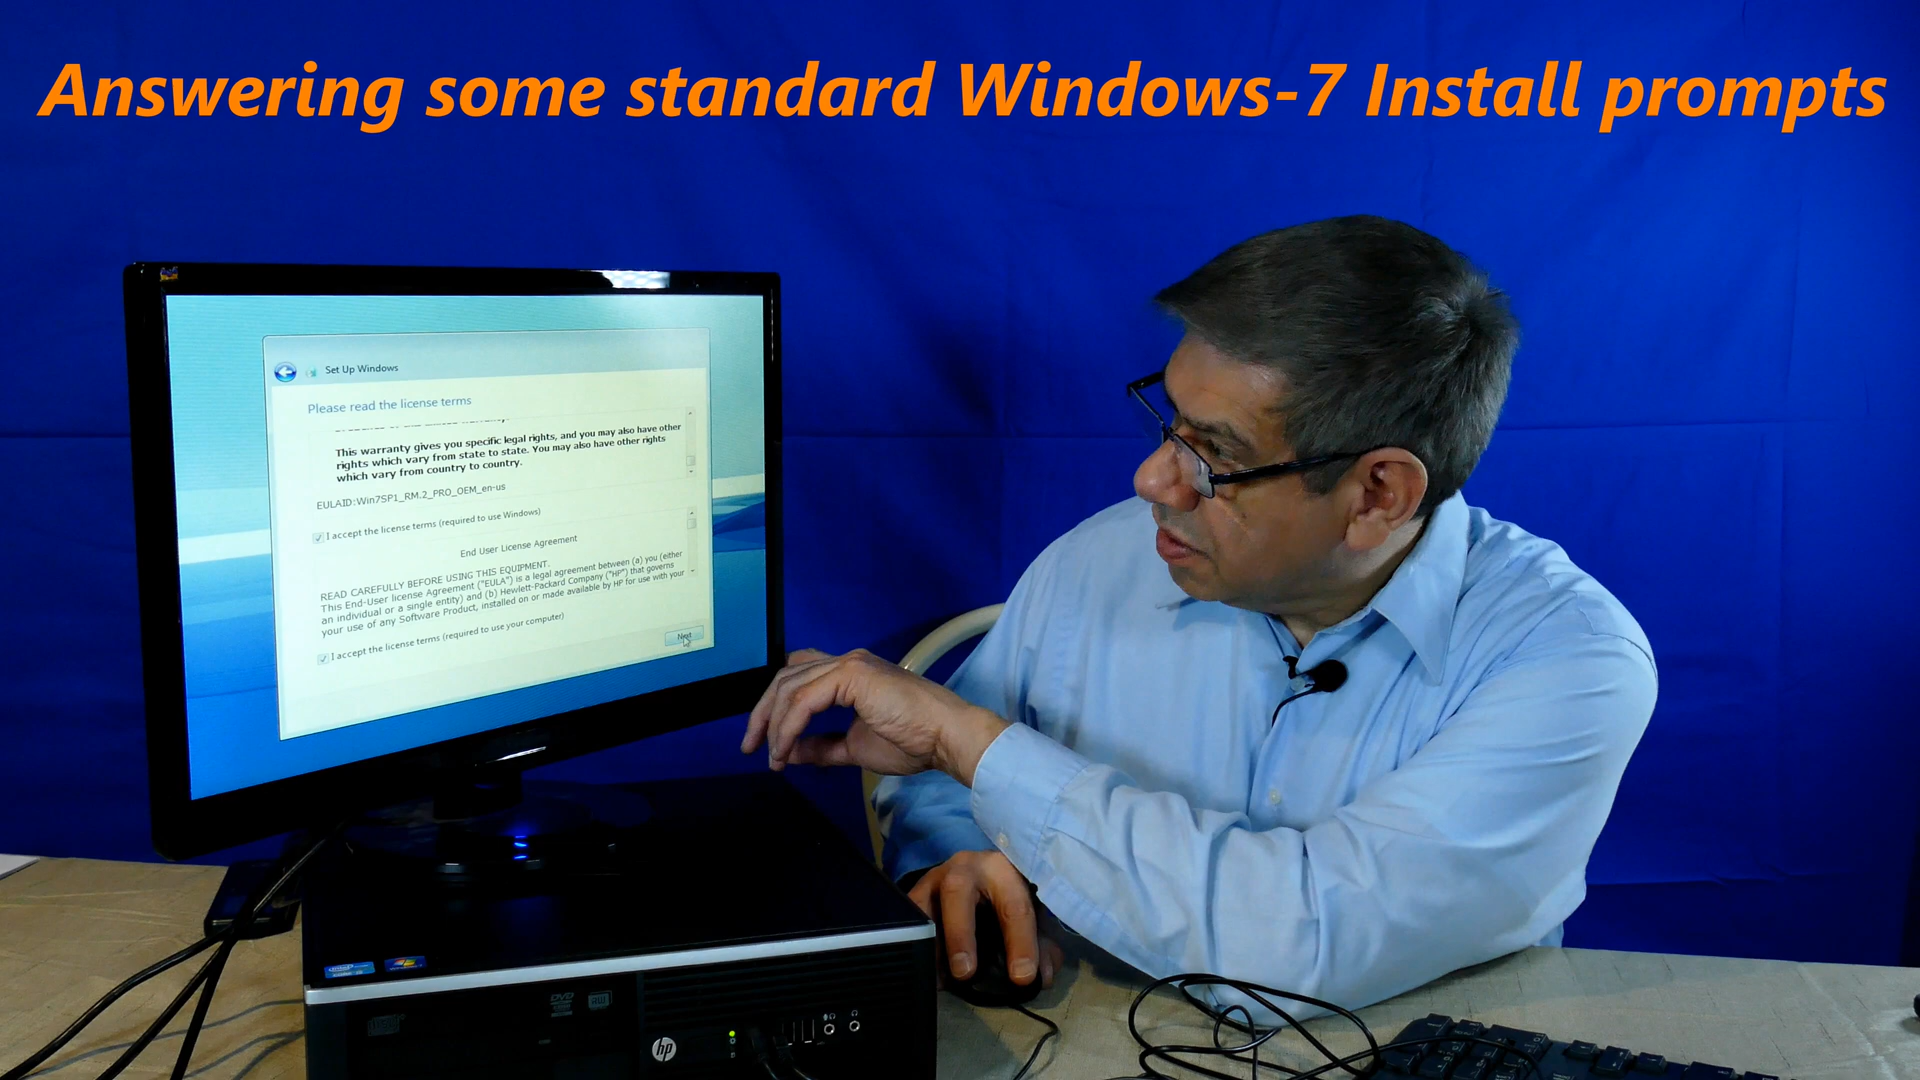 Answering some standard Windows-7 Install prompts
Set Up Windows
Please read the license terms
This warranty gives you specific legal rights, and you may also have other
rights which vary from state to state. You may also have other rights
which vary from country to country.
EULAID:Win7SP1_RM.2_PRO_OEM_en-us
I accept the license terms (required to use Windows)
End User License Agreement
READ CAREFULLY BEFORE USING THIS EQUIPMENT.
This End-User license Agreement ("EULA") is a legal agreement between (a) you (either
an individual or a single entity) and (b) Hewlett-Packard Company ("HP") that governs
your use of any Software Product, installed on or made available by HP for use with your
I accept the license terms (required to use your computer)
Next
DVD
hp